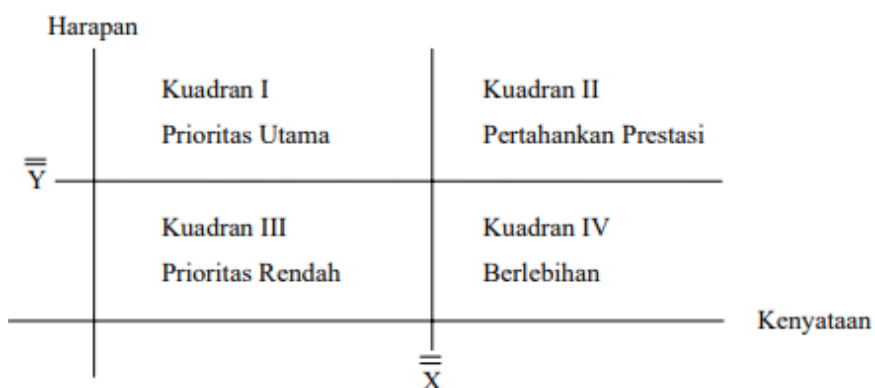 Harapan
Kuadran I
Prioritas Utama
Kuadran II
Pertahankan Prestasi
Y
Kuadran III
Prioritas Rendah
Kuadran IV
Berlebihan
Kenyataan
X